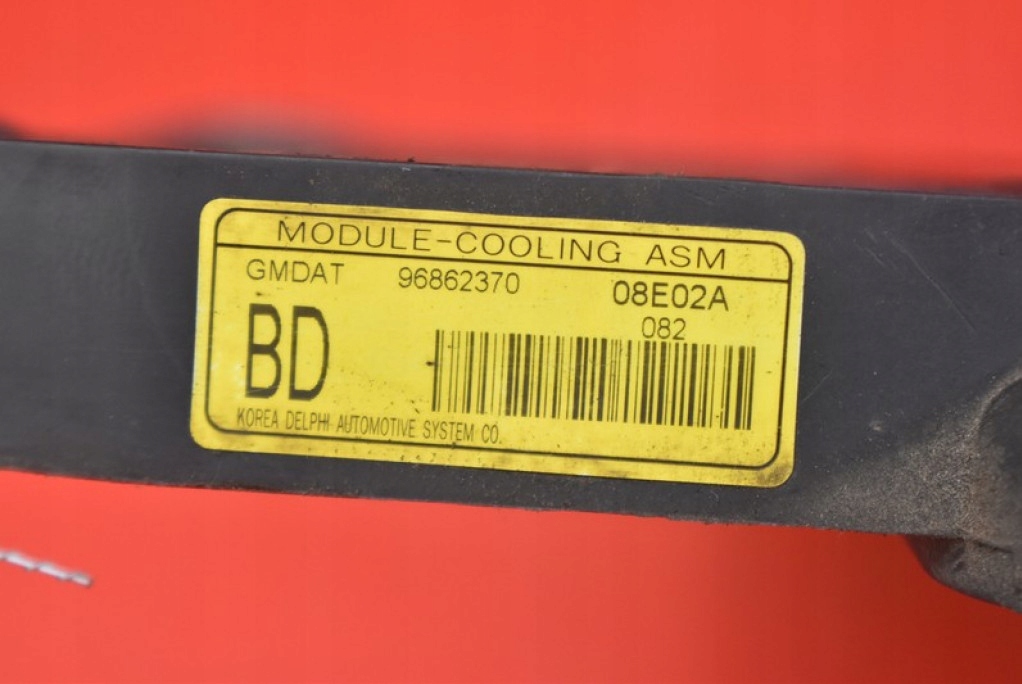 MODULE-COOLING ASM
GMDAT 96862370 08E02A
082
BD
KOREA DELPHI AUTOMOTIVE SYSTEM CO.